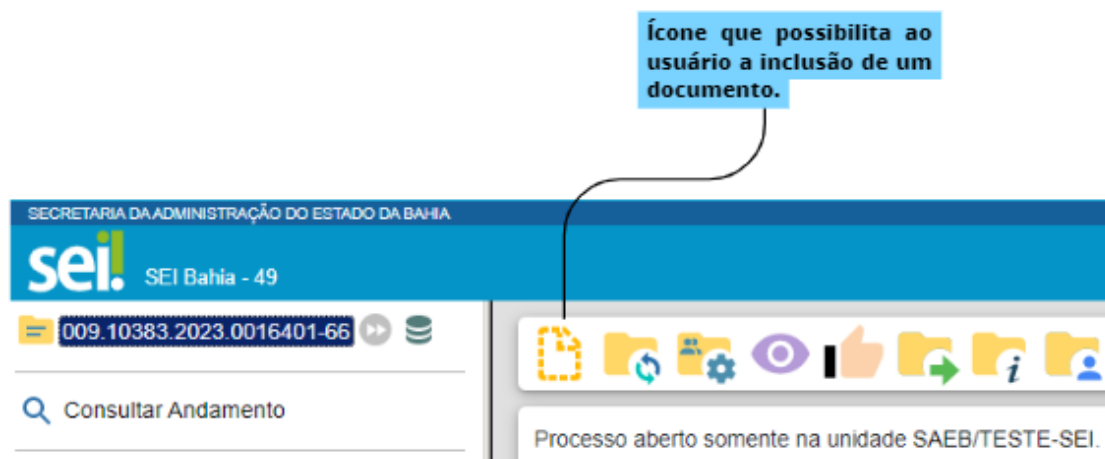 Ícone que possibilita ao
usuário a inclusão de um
documento.
SECRETARIA DA ADMINISTRAÇÃO DO ESTADO DA BAHIA
sei!
SEI Bahia - 49
009.10383.2023.0016401-66
Consultar Andamento
Processo aberto somente na unidade SAEB/TESTE-SEI.